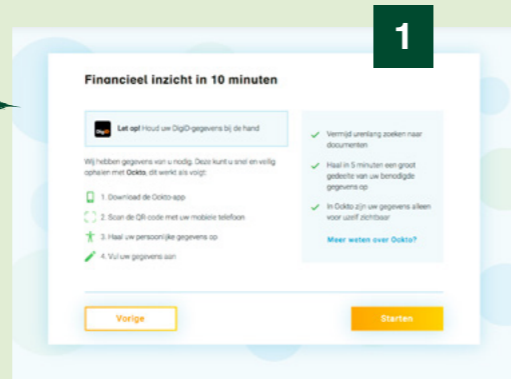 1
Financieel inzicht in 10 minuten
DigiD
Let op! Houd uw DigiD-gegevens bij de hand
Wij hebben gegevens van u nodig. Deze kunt u snel en veilig
ophalen met Ockto, dit werkt als volgt:
1. Download de Ockto-app
2. Scan de QR code met uw mobiele telefoon
3. Haal uw persoonlijke gegevens op
4. Vul uw gegevens aan
Vermijd urenlang zoeken naar
documenten
Haal in 5 minuten een groot
gedeelte van uw benodigde
gegevens op
In Ockto zijn uw gegevens alleen
voor uzelf zichtbaar
Meer weten over Ockto?
Vorige
Starten